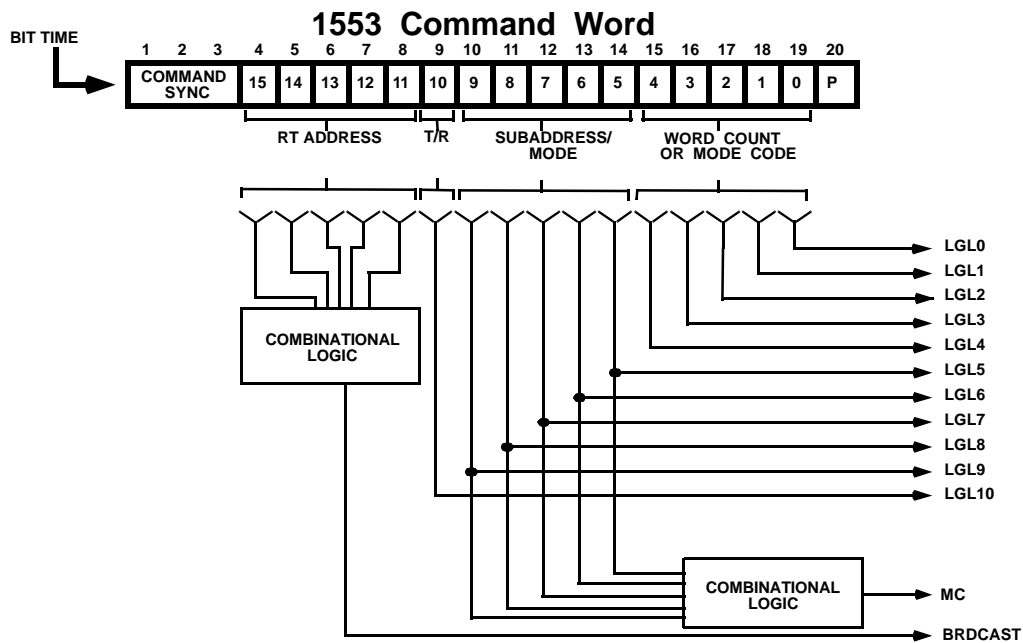 1553 Command Word
BIT TIME
1 2 3 4 5 6 7 8 9 10 11 12 13 14 15 16 17 18 19 20
COMMAND
SYNC
15 14 13 12 11 10 9 8 7 6 5 4 3 2 1 0 P
RT ADDRESS
T/R
SUBADDRESS/
MODE
WORD COUNT
OR MODE CODE
LGL0
LGL1
LGL2
LGL3
LGL4
LGL5
LGL6
LGL7
LGL8
LGL9
LGL10
COMBINATIONAL
LOGIC
COMBINATIONAL
LOGIC
MC
BRDCAST